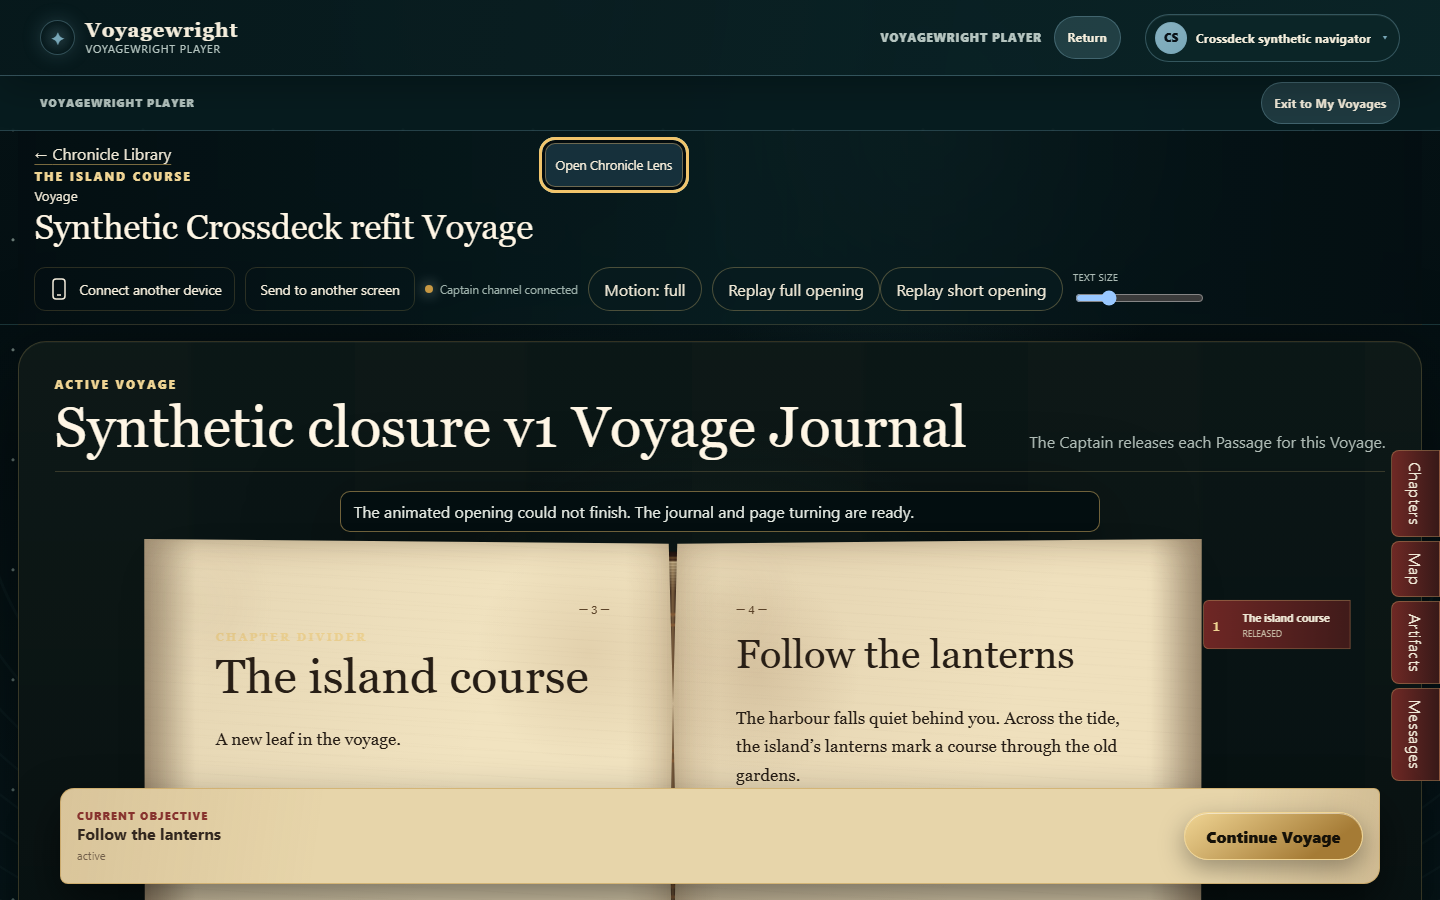 Voyagewright
VOYAGEWRIGHT PLAYER
VOYAGEWRIGHT PLAYER
Return
CS
Crossdeck synthetic navigator
VOYAGEWRIGHT PLAYER
Exit to My Voyages
← Chronicle Library
THE ISLAND COURSE
Voyage
Synthetic Crossdeck refit Voyage
Open Chronicle Lens
Connect another device
Send to another screen
Captain channel connected
Motion: full
Replay full opening
Replay short opening
TEXT SIZE
ACTIVE VOYAGE
Synthetic closure v1 Voyage Journal
The Captain releases each Passage for this Voyage.
The animated opening could not finish. The journal and page turning are ready.
— 3 —
CHAPTER DIVIDER
The island course
A new leaf in the voyage.
— 4 —
Follow the lanterns
The harbour falls quiet behind you. Across the tide,
the island’s lanterns mark a course through the old
gardens.
1
The island course
RELEASED
Chapters
Map
Artifacts
Messages
CURRENT OBJECTIVE
Follow the lanterns
active
Continue Voyage